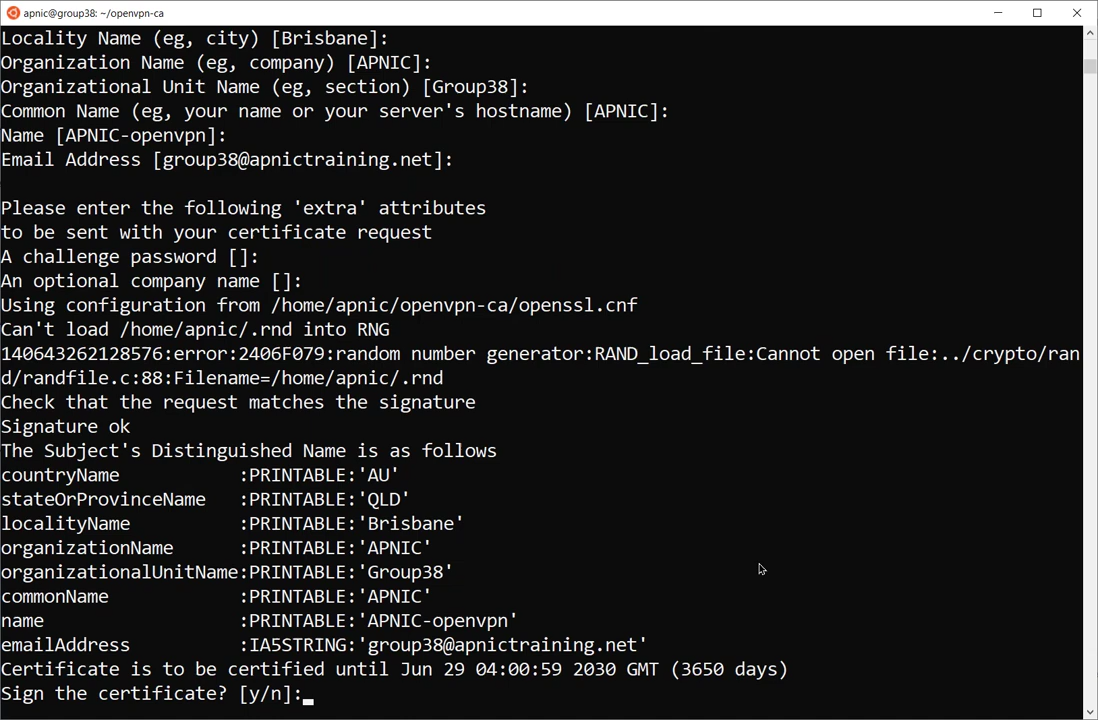 apnic@group38: ~/openvpn-ca
Locality Name (eg, city) [Brisbane]:
Organization Name (eg, company) [APNIC]:
Organizational Unit Name (eg, section) [Group38]:
Common Name (eg, your name or your server's hostname) [APNIC]:
Name [APNIC-openvpn]:
Email Address [group38@apnictraining.net]:
Please enter the following 'extra' attributes
to be sent with your certificate request
A challenge password []:
An optional company name []:
Using configuration from /home/apnic/openvpn-ca/openssl.cnf
Can't load /home/apnic/.rnd into RNG
140643262128576:error:2406F079:random number generator:RAND_load_file:Cannot open file:../crypto/ran
d/randfile.c:88:Filename=/home/apnic/.rnd
Check that the request matches the signature
Signature ok
The Subject's Distinguished Name is as follows
countryName           :PRINTABLE:'AU'
stateOrProvinceName   :PRINTABLE:'QLD'
localityName          :PRINTABLE:'Brisbane'
organizationName      :PRINTABLE:'APNIC'
organizationalUnitName:PRINTABLE:'Group38'
commonName            :PRINTABLE:'APNIC'
name                  :PRINTABLE:'APNIC-openvpn'
emailAddress          :IA5STRING:'group38@apnictraining.net'
Certificate is to be certified until Jun 29 04:00:59 2030 GMT (3650 days)
Sign the certificate? [y/n]: